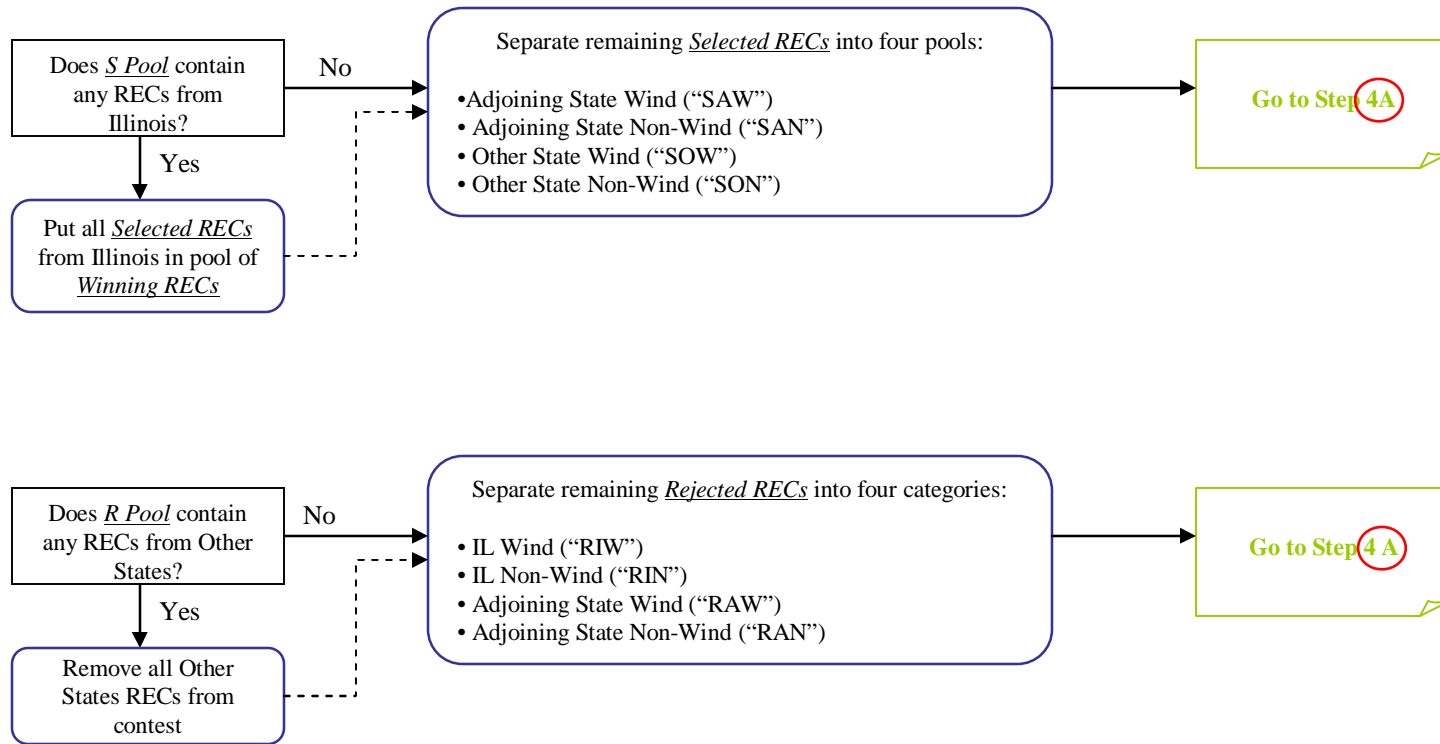 Does S Pool contain
any RECs from
Illinois?
No
Yes
Put all Selected RECs
from Illinois in pool of
Winning RECs
Separate remaining Selected RECs into four pools:
•Adjoining State Wind (“SAW”)
• Adjoining State Non-Wind (“SAN”)
• Other State Wind (“SOW”)
• Other State Non-Wind (“SON”)
Go to Step 4A
Does R Pool contain
any RECs from Other
States?
No
Yes
Remove all Other
States RECs from
contest
Separate remaining Rejected RECs into four categories:
• IL Wind (“RIW”)
• IL Non-Wind (“RIN”)
• Adjoining State Wind (“RAW”)
• Adjoining State Non-Wind (“RAN”)
Go to Step 4 A